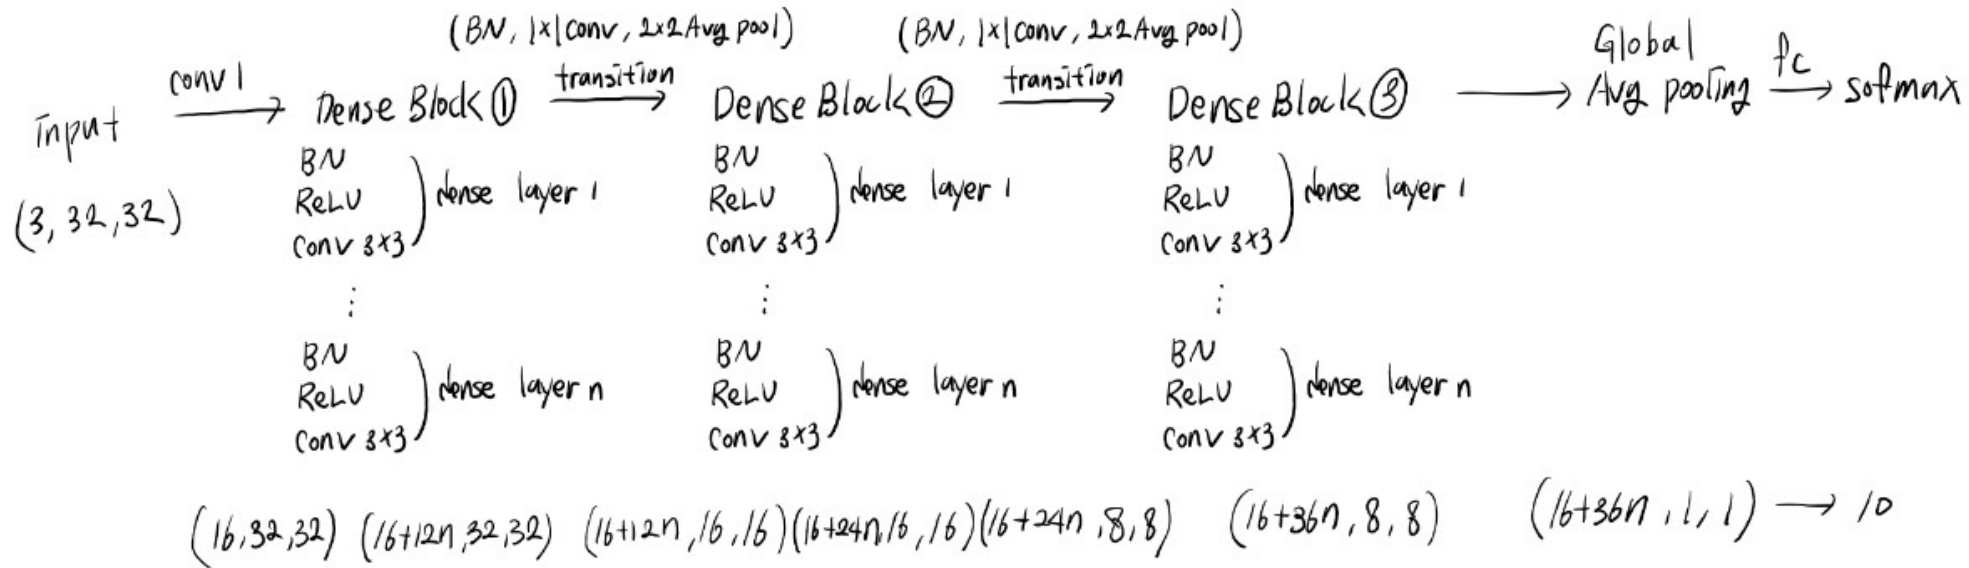 (BN, 1x1 Conv, 2x2 Avg pool) (BN, 1x1 Conv, 2x2 Avg pool)
input (3, 32, 32)
conv 1
Dense Block ①
transition
Dense Block ②
transition
Dense Block ③
Global
Avg pooling
fc
softmax
BN
ReLU
Conv 3x3
dense layer 1
⋮
BN
ReLU
Conv 3x3
dense layer n
BN
ReLU
Conv 3x3
dense layer 1
⋮
BN
ReLU
Conv 3x3
dense layer n
BN
ReLU
Conv 3x3
dense layer 1
⋮
BN
ReLU
Conv 3x3
dense layer n
(16, 32, 32) (16+12n, 32, 32) (16+12n, 16, 16) (16+24n, 16, 16) (16+24n, 8, 8) (16+36n, 8, 8) (16+36n, 1, 1) → 10